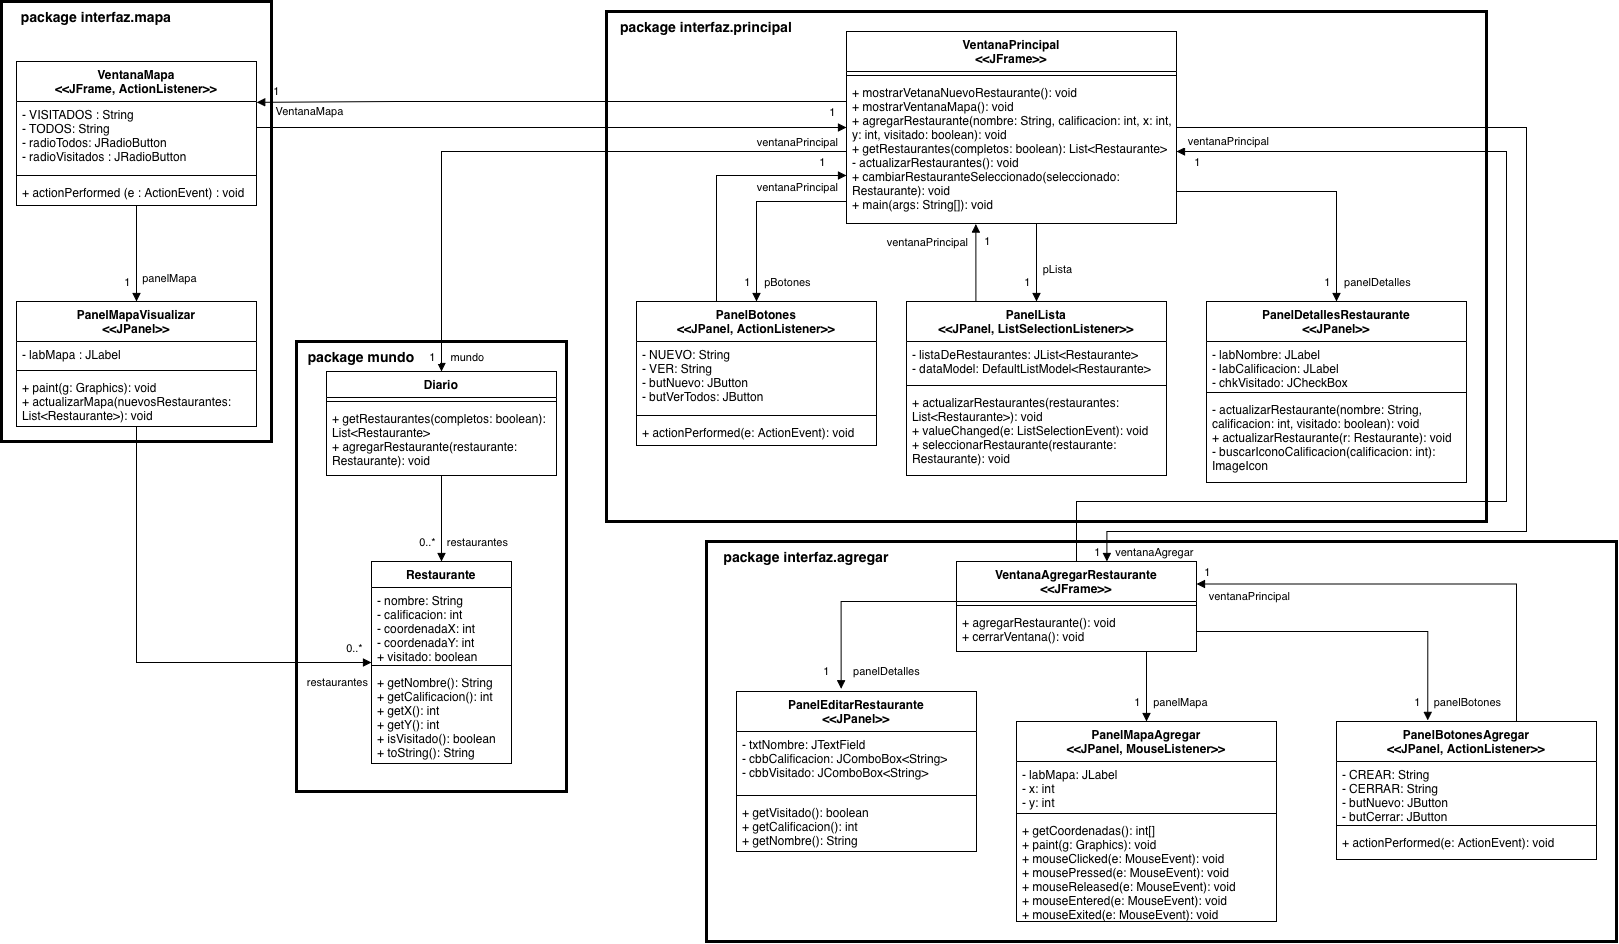 package interfaz.mapa
VentanaMapa
<<JFrame, ActionListener>>
- VISITADOS : String
- TODOS: String
- radioTodos: JRadioButton
- radioVisitados : JRadioButton
+ actionPerformed (e : ActionEvent) : void
1
panelMapa
PanelMapaVisualizar
<<JPanel>>
- labMapa : JLabel
+ paint(g: Graphics): void
+ actualizarMapa(nuevosRestaurantes:
List<Restaurante>): void
1
VentanaMapa
package interfaz.principal
VentanaPrincipal
<<JFrame>>
+ mostrarVetanaNuevoRestaurante(): void
+ mostrarVentanaMapa(): void
+ agregarRestaurante(nombre: String, calificacion: int, x: int,
y: int, visitado: boolean): void
+ getRestaurantes(completos: boolean): List<Restaurante>
- actualizarRestaurantes(): void
+ cambiarRestauranteSeleccionado(seleccionado:
Restaurante): void
+ main(args: String[]): void
1
ventanaPrincipal
1
ventanaPrincipal
ventanaPrincipal
1
ventanaPrincipal
1
1
pBotones
1
pLista
1
panelDetalles
PanelBotones
<<JPanel, ActionListener>>
- NUEVO: String
- VER: String
- butNuevo: JButton
- butVerTodos: JButton
+ actionPerformed(e: ActionEvent): void
PanelLista
<<JPanel, ListSelectionListener>>
- listaDeRestaurantes: JList<Restaurante>
- dataModel: DefaultListModel<Restaurante>
+ actualizarRestaurantes(restaurantes:
List<Restaurante>): void
+ valueChanged(e: ListSelectionEvent): void
+ seleccionarRestaurante(restaurante:
Restaurante): void
PanelDetallesRestaurante
<<JPanel>>
- labNombre: JLabel
- labCalificacion: JLabel
- chkVisitado: JCheckBox
- actualizarRestaurante(nombre: String,
calificacion: int, visitado: boolean): void
+ actualizarRestaurante(r: Restaurante): void
- buscarIconoCalificacion(calificacion: int):
ImageIcon
package mundo
1
mundo
Diario
+ getRestaurantes(completos: boolean):
List<Restaurante>
+ agregarRestaurante(restaurante:
Restaurante): void
0..*
restaurantes
Restaurante
- nombre: String
- calificacion: int
- coordenadaX: int
- coordenadaY: int
+ visitado: boolean
+ getNombre(): String
+ getCalificacion(): int
+ getX(): int
+ getY(): int
+ isVisitado(): boolean
+ toString(): String
0..*
restaurantes
package interfaz.agregar
1
ventanaAgregar
VentanaAgregarRestaurante
<<JFrame>>
+ agregarRestaurante(): void
+ cerrarVentana(): void
1
ventanaPrincipal
1
panelDetalles
1
panelMapa
1
panelBotones
PanelEditarRestaurante
<<JPanel>>
- txtNombre: JTextField
- cbbCalificacion: JComboBox<String>
- cbbVisitado: JComboBox<String>
+ getVisitado(): boolean
+ getCalificacion(): int
+ getNombre(): String
PanelMapaAgregar
<<JPanel, MouseListener>>
- labMapa: JLabel
- x: int
- y: int
+ getCoordenadas(): int[]
+ paint(g: Graphics): void
+ mouseClicked(e: MouseEvent): void
+ mousePressed(e: MouseEvent): void
+ mouseReleased(e: MouseEvent): void
+ mouseEntered(e: MouseEvent): void
+ mouseExited(e: MouseEvent): void
PanelBotonesAgregar
<<JPanel, ActionListener>>
- CREAR: String
- CERRAR: String
- butNuevo: JButton
- butCerrar: JButton
+ actionPerformed(e: ActionEvent): void